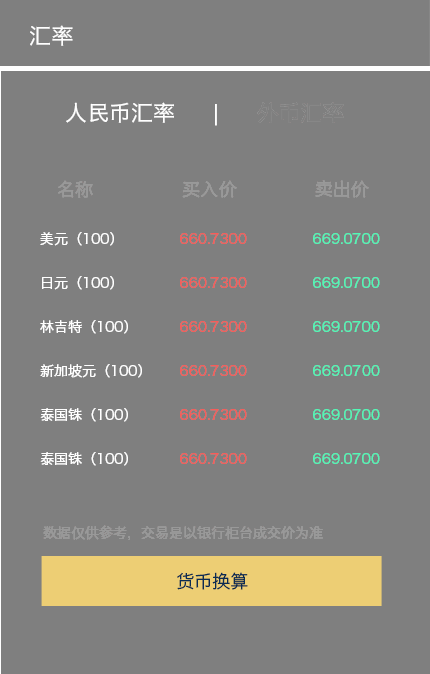 汇率
人民币汇率 | 外币汇率
名称 买入价 卖出价
美元（100） 660.7300 669.0700
日元（100） 660.7300 669.0700
林吉特（100） 660.7300 669.0700
新加坡元（100） 660.7300 669.0700
泰国铢（100） 660.7300 669.0700
泰国铢（100） 660.7300 669.0700
数据仅供参考，交易是以银行柜台成交价为准
货币换算